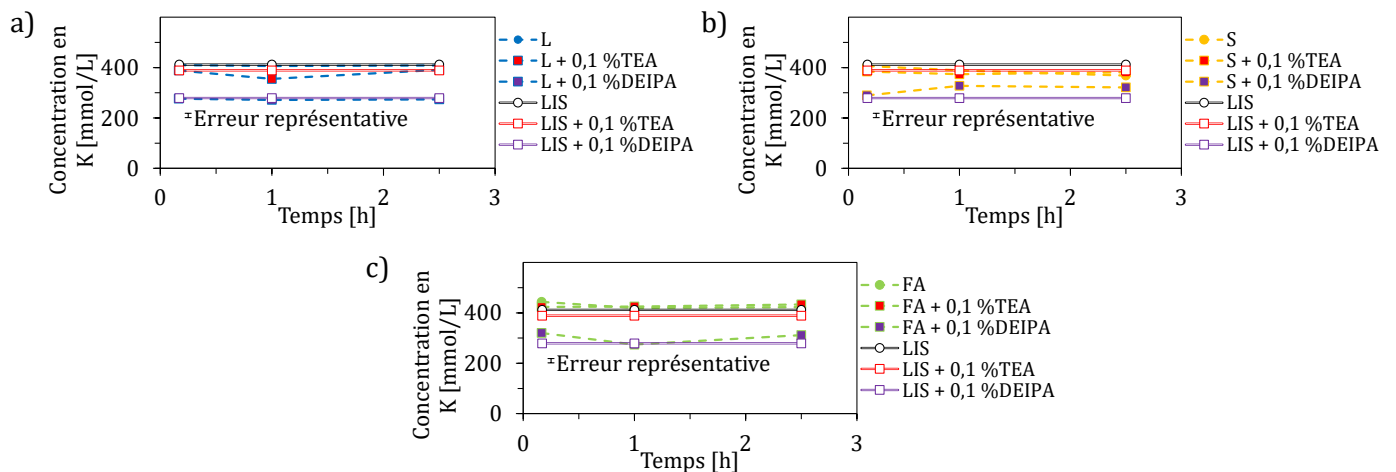 a)
Concentration en
K [mmol/L]
400
200
0
0
1
2
3
Temps [h]
*Erreur représentative
L
L + 0,1 %TEA
L + 0,1 %DEIPA
LIS
LIS + 0,1 %TEA
LIS + 0,1 %DEIPA
b)
Concentration en
K [mmol/L]
400
200
0
0
1
2
3
Temps [h]
*Erreur représentative
S
S + 0,1 %TEA
S + 0,1 %DEIPA
LIS
LIS + 0,1 %TEA
LIS + 0,1 %DEIPA
c)
Concentration en
K [mmol/L]
400
200
0
0
1
2
3
Temps [h]
*Erreur représentative
FA
FA + 0,1 %TEA
FA + 0,1 %DEIPA
LIS
LIS + 0,1 %TEA
LIS + 0,1 %DEIPA